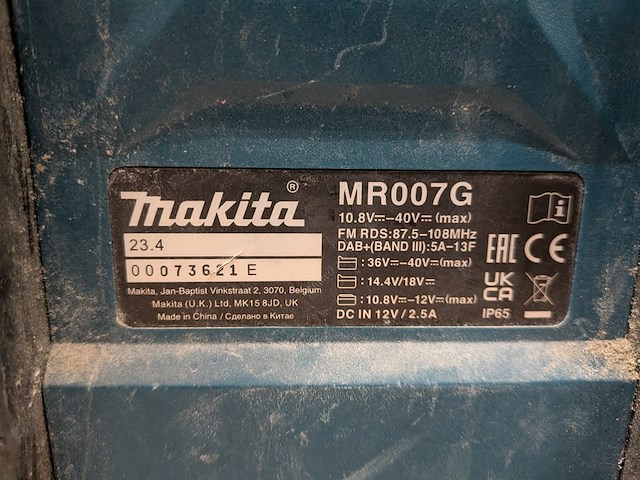 makita®
23.4
00073621 E
Makita, Jan-Baptist Vinkstraat 2, 3070, Belgium
Makita (U.K.) Ltd, MK15 8JD, UK
Made in China / Сделано в Китае
MR007G
10.8V⎓–40V⎓(max)
FM RDS:87.5-108MHz
DAB+(BAND III):5A-13F
:36V⎓–40V⎓(max)
:14.4V/18V⎓
:10.8V⎓–12V⎓(max)
DC IN 12V / 2.5A
EAC CE
UK
CA
IP65